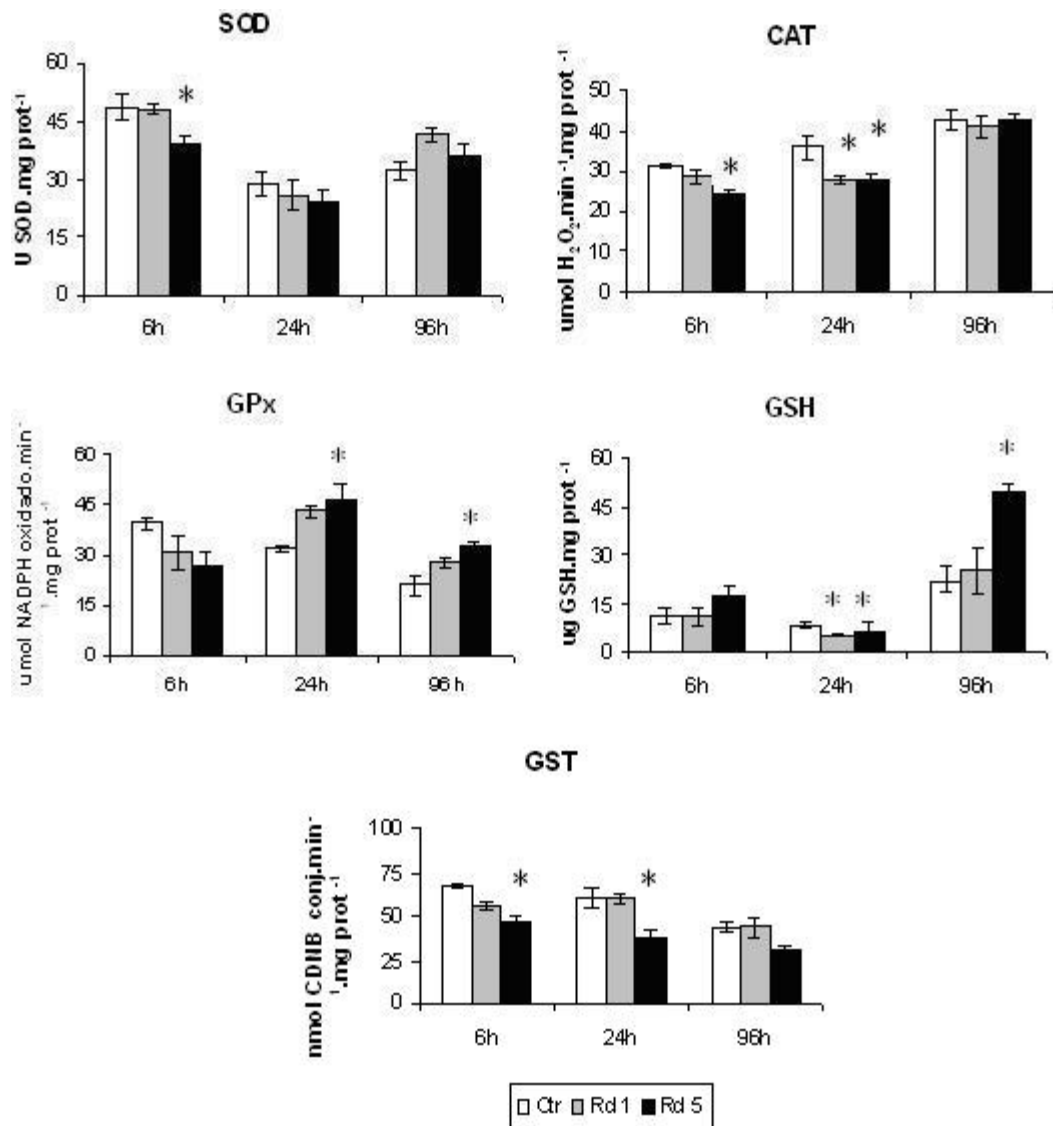 SOD
U SOD.mg prot⁻¹
60
45
30
15
0
*
6h
24h
96h
CAT
umol H₂O₂.min⁻¹.mg prot⁻¹
50
40
30
20
10
0
*
*
*
6h
24h
96h
GPx
umol NADPH oxidado.min⁻
¹.mg prot⁻¹
60
45
30
15
0
*
*
6h
24h
96h
GSH
ug GSH.mg prot⁻¹
60
45
30
15
0
*
*
*
6h
24h
96h
GST
nmol CDNB conj.min⁻
¹.mg prot⁻¹
100
75
50
25
0
*
*
6h
24h
96h
Ctr Rd 1 Rd 5